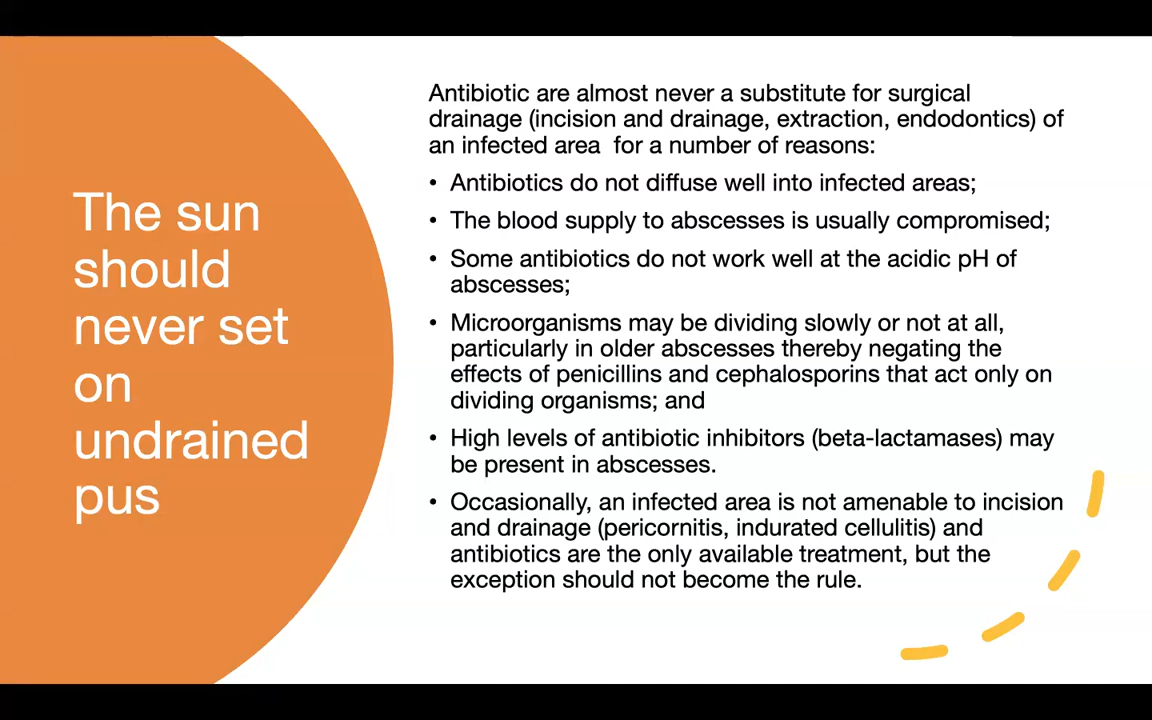 The sun
should
never set
on
undrained
pus
Antibiotic are almost never a substitute for surgical
drainage (incision and drainage, extraction, endodontics) of
an infected area  for a number of reasons:
• Antibiotics do not diffuse well into infected areas;
• The blood supply to abscesses is usually compromised;
• Some antibiotics do not work well at the acidic pH of
abscesses;
• Microorganisms may be dividing slowly or not at all,
particularly in older abscesses thereby negating the
effects of penicillins and cephalosporins that act only on
dividing organisms; and
• High levels of antibiotic inhibitors (beta-lactamases) may
be present in abscesses.
• Occasionally, an infected area is not amenable to incision
and drainage (pericornitis, indurated cellulitis) and
antibiotics are the only available treatment, but the
exception should not become the rule.